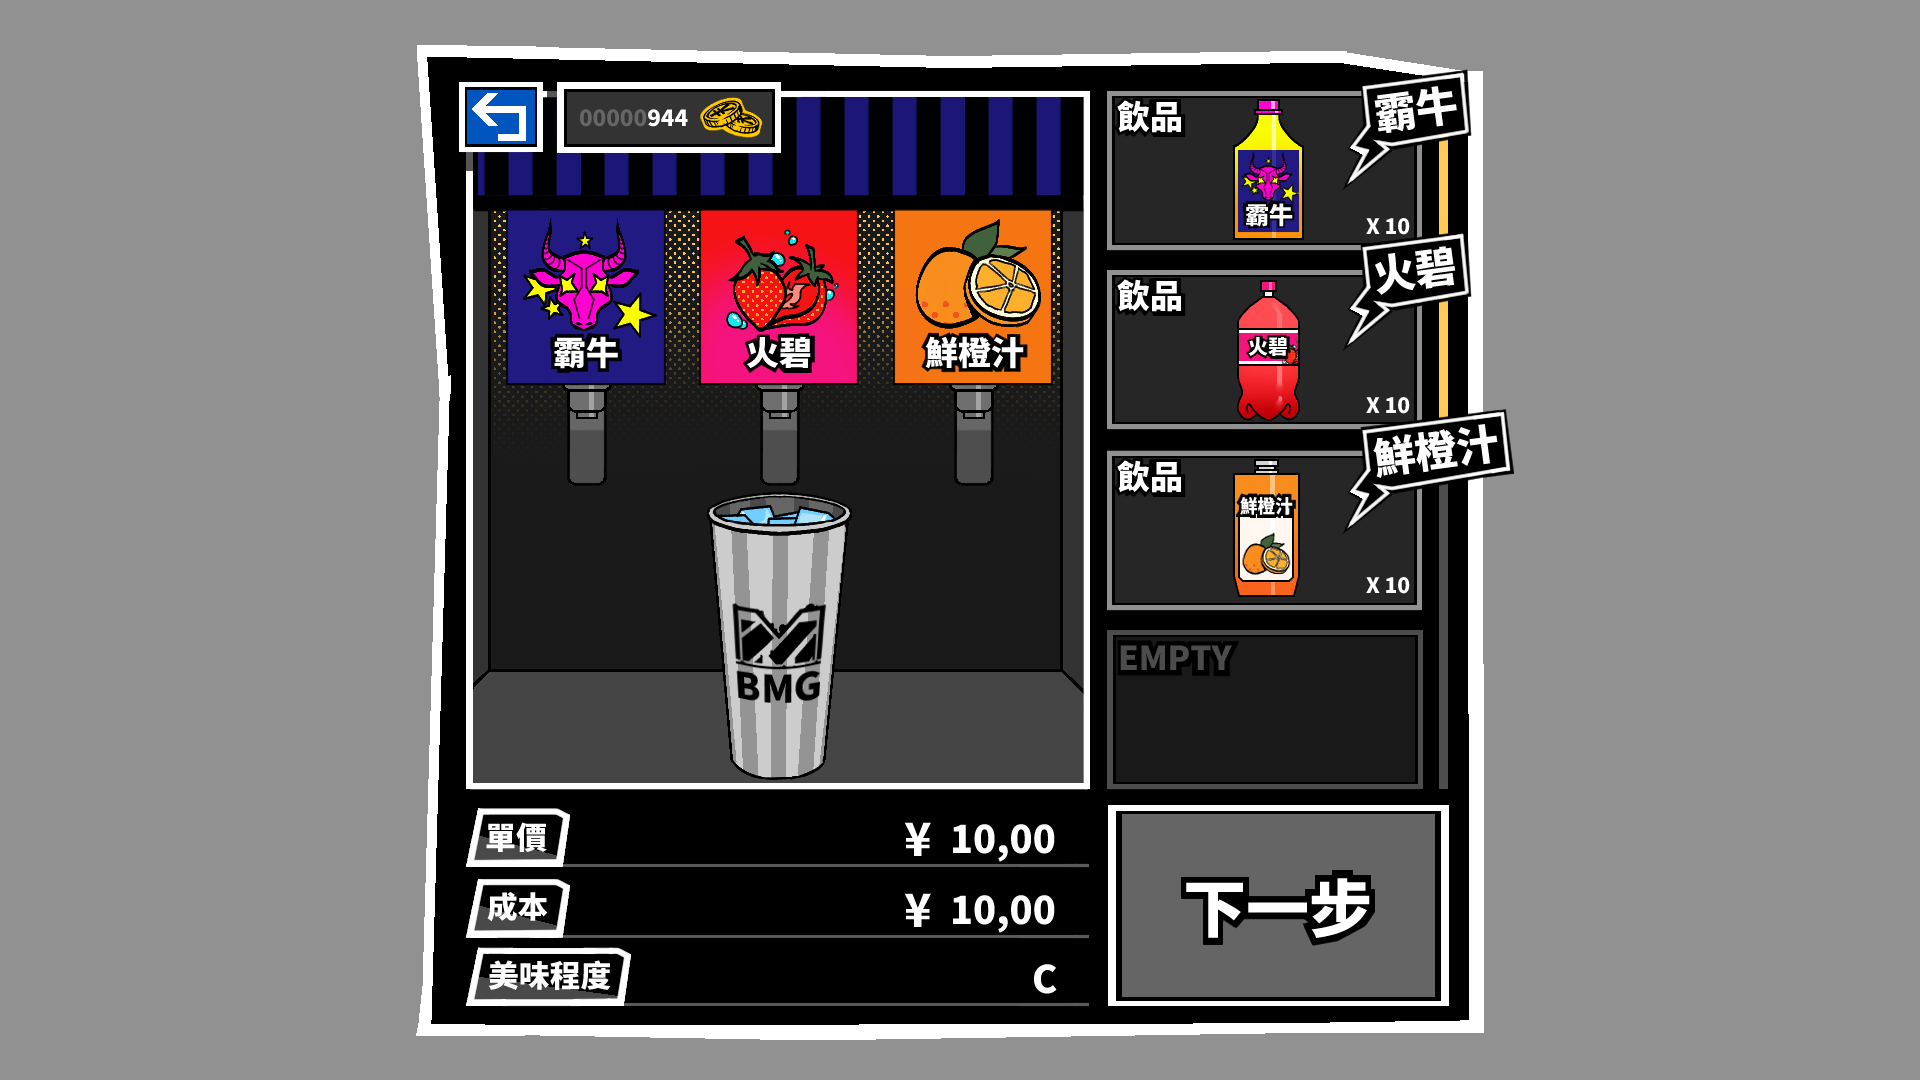 00000944
霸牛
火碧
鮮橙汁
BMG
飲品
霸牛
霸牛
X 10
飲品
火碧
火碧
X 10
飲品
鮮橙汁
鮮橙汁
X 10
EMPTY
單價
¥ 10,00
成本
¥ 10,00
美味程度
C
下一步